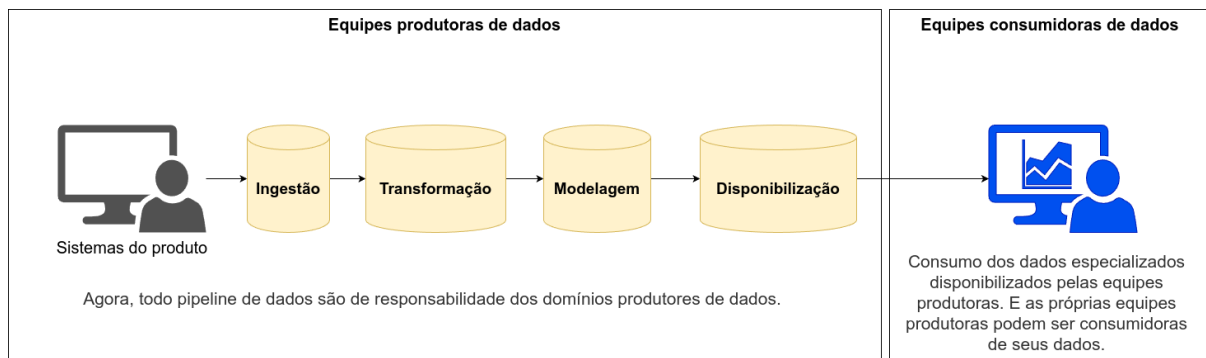 Equipes produtoras de dados
Equipes consumidoras de dados
Ingestão
Transformação
Modelagem
Disponibilização
Sistemas do produto
Agora, todo pipeline de dados são de responsabilidade dos domínios produtores de dados.
Consumo dos dados especializados
disponibilizados pelas equipes
produtoras. E as próprias equipes
produtoras podem ser consumidoras
de seus dados.